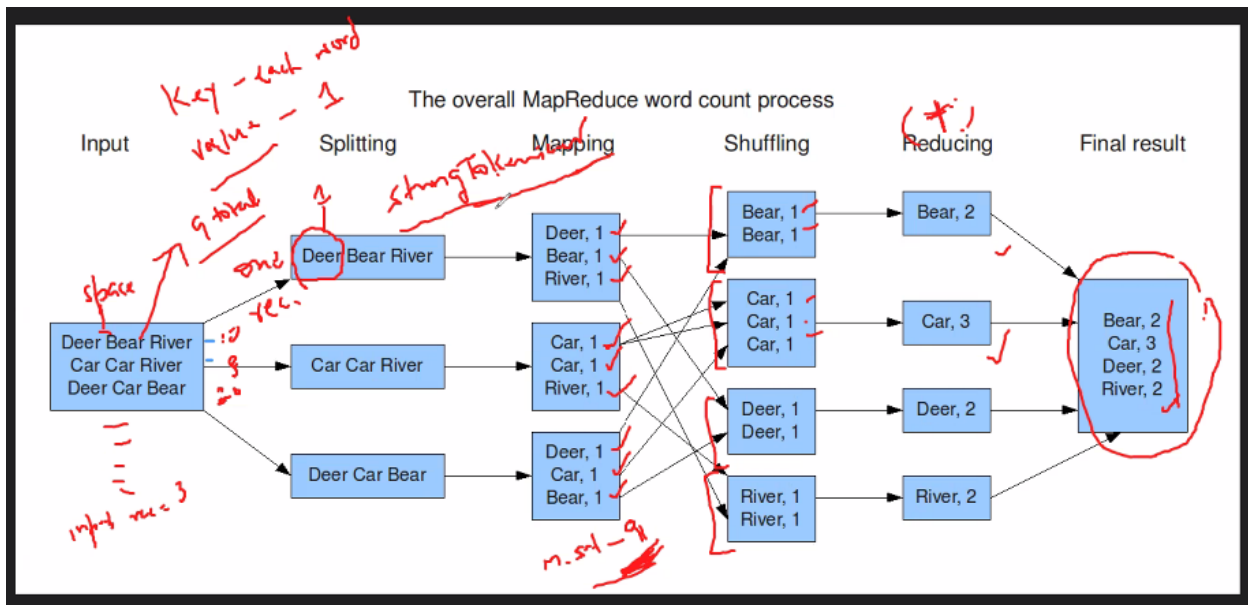 The overall MapReduce word count process
Key - each word
value - 1
9 total
space
Input
Splitting
Mapping
Shuffling
Reducing
Final result
1
one
rec.
Deer Bear River
Car Car River
Deer Car Bear
input rec = 3
Deer Bear River
Car Car River
Deer Car Bear
Deer, 1
Bear, 1
River, 1
Car, 1
Car, 1
River, 1
Deer, 1
Car, 1
Bear, 1
Bear, 1
Bear, 1
Car, 1
Car, 1
Car, 1
Deer, 1
Deer, 1
River, 1
River, 1
Bear, 2
Car, 3
Deer, 2
River, 2
Bear, 2
Car, 3
Deer, 2
River, 2